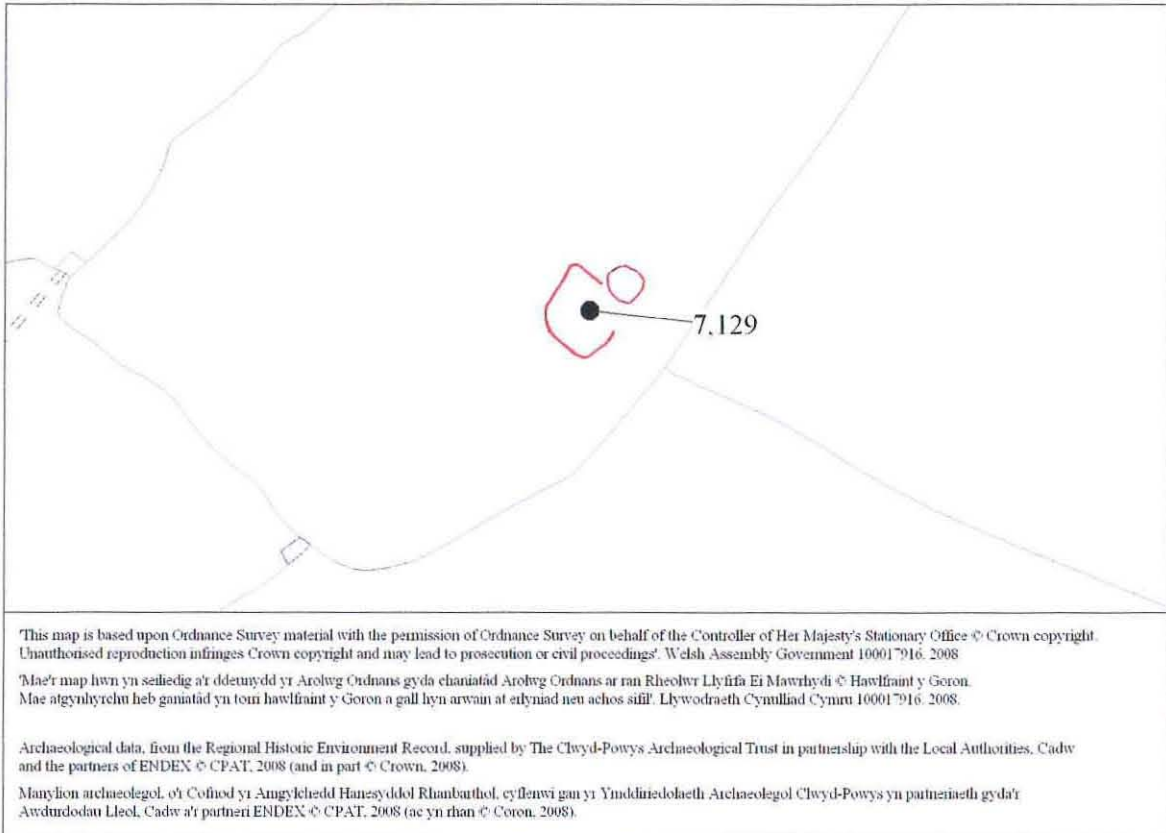 7.129
'This map is based upon Ordnance Survey material with the permission of Ordnance Survey on behalf of the Controller of Her Majesty's Stationary Office © Crown copyright.
Unauthorised reproduction infringes Crown copyright and may lead to prosecution or civil proceedings'. Welsh Assembly Government 100017916. 2008
'Mae'r map hwn yn seiliedig a'r ddeunydd yr Arolwg Ordnans gyda chaniatâd Arolwg Ordnans ar ran Rheolwr Llyfrfa Ei Mawrhydi © Hawlfraint y Goron.
Mae atgynhyrchu heb ganiatâd yn torri hawlfraint y Goron a gall hyn arwain at erlyniad neu achos sifil'. Llywodraeth Cynulliad Cymru 100017916. 2008.
Archaeological data, from the Regional Historic Environment Record, supplied by The Clwyd-Powys Archaeological Trust in partnership with the Local Authorities, Cadw
and the partners of ENDEX © CPAT, 2008 (and in part © Crown, 2008).
Manylion archaeolegol, o'r Cofnod yr Amgylchedd Hanesyddol Rhanbarthol, cyflenwi gan yr Ymddiriedolaeth Archaeolegol Clwyd-Powys yn partneriaeth gyda'r
Awdurdodau Lleol, Cadw a'r partneri ENDEX © CPAT, 2008 (ac yn rhan © Coron, 2008).